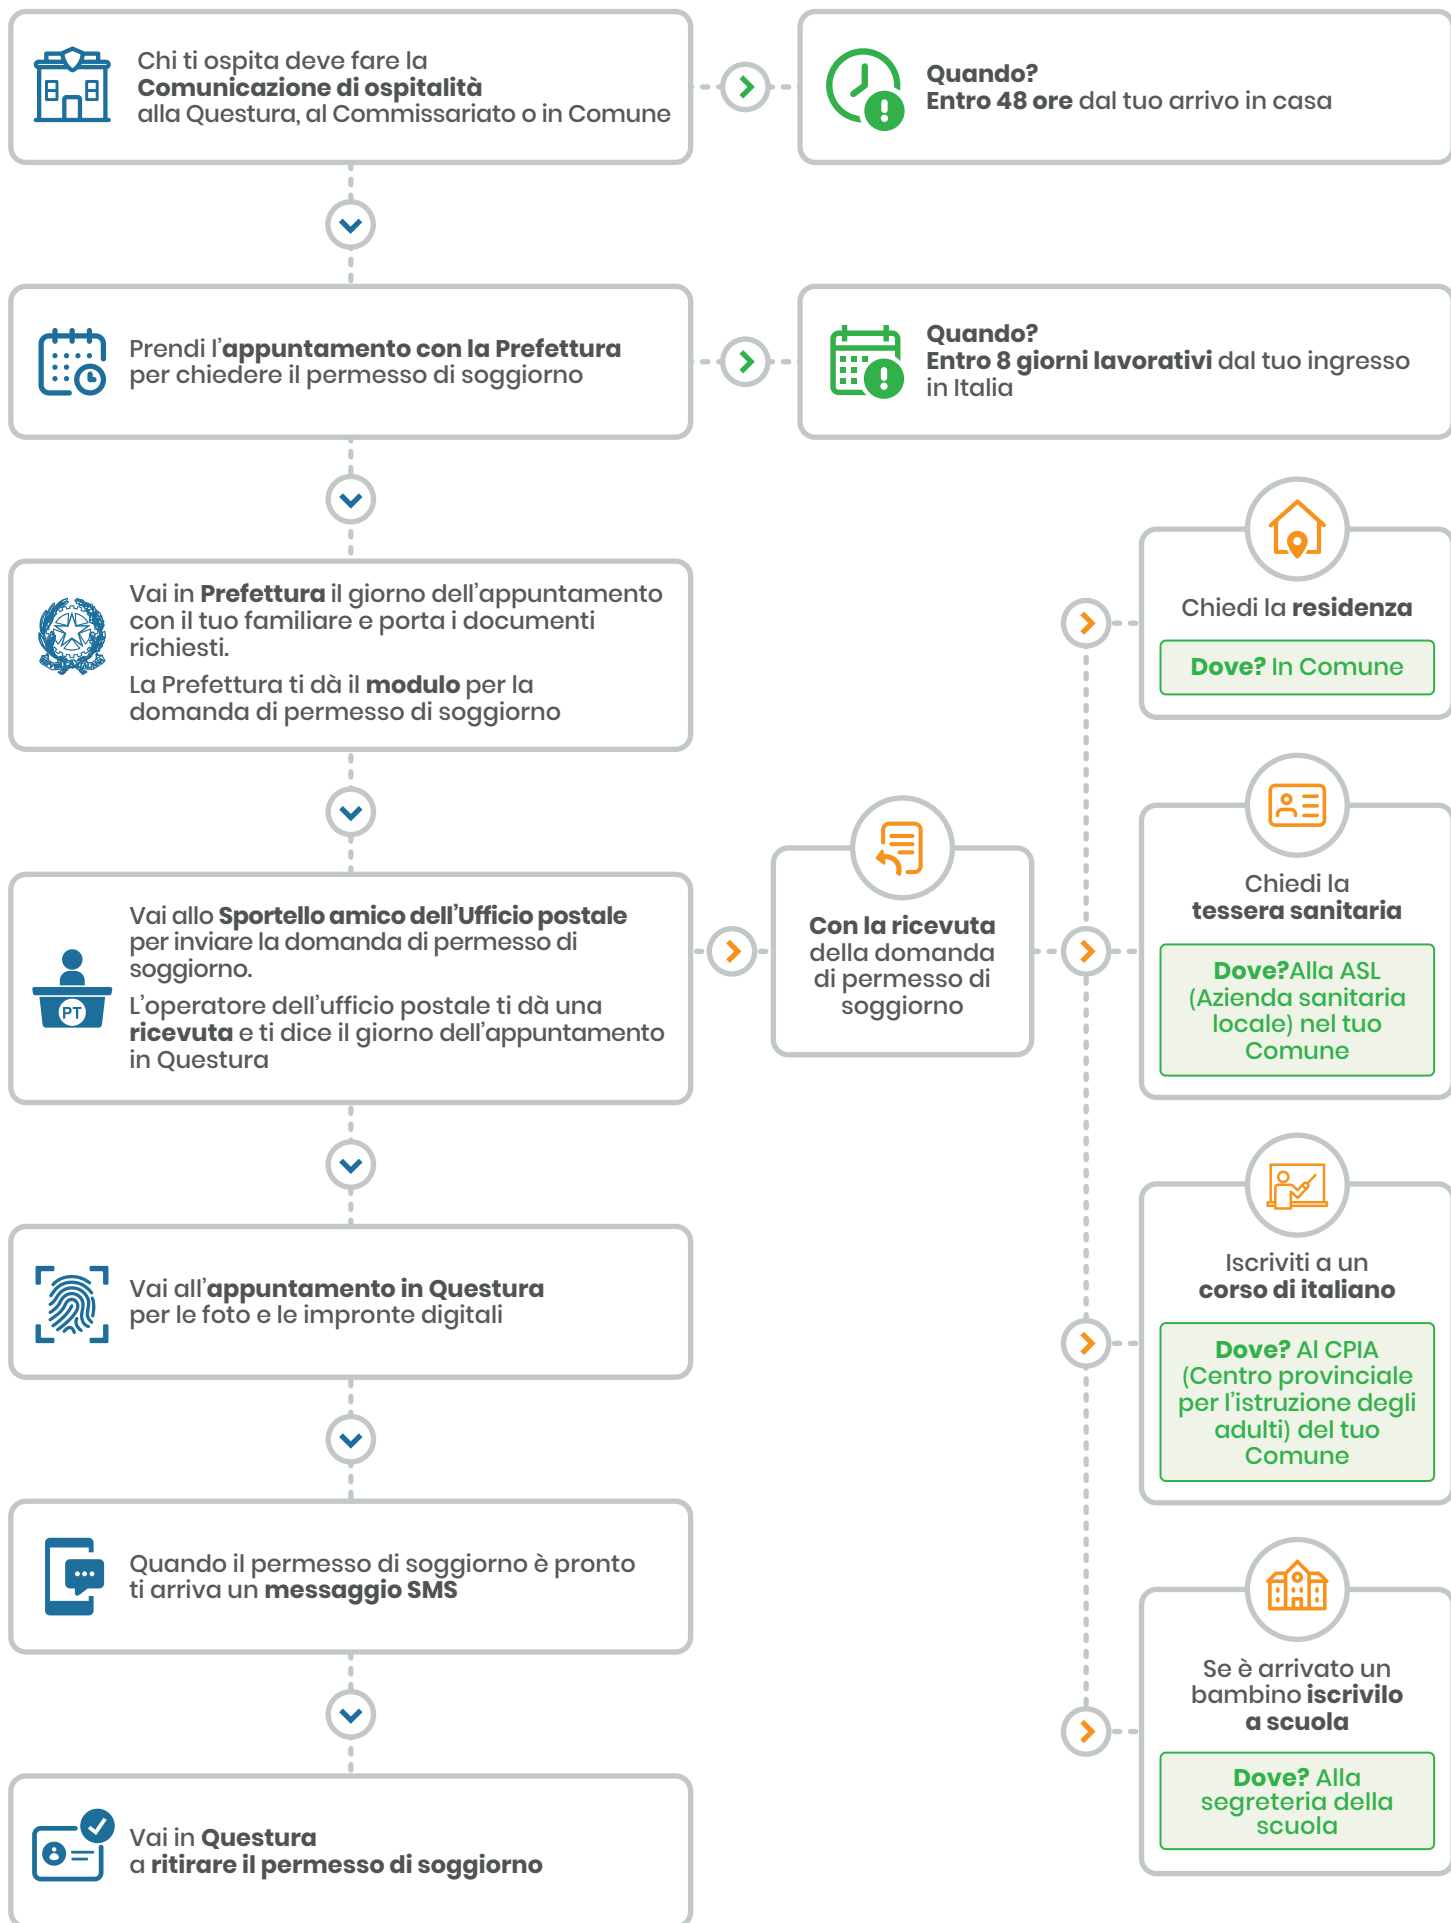 Chi ti ospita deve fare la
Comunicazione di ospitalità
alla Questura, al Commissariato o in Comune
Quando?
Entro 48 ore dal tuo arrivo in casa
Prendi l'appuntamento con la Prefettura
per chiedere il permesso di soggiorno
Quando?
Entro 8 giorni lavorativi dal tuo ingresso
in Italia
Vai in Prefettura il giorno dell'appuntamento
con il tuo familiare e porta i documenti
richiesti.
La Prefettura ti dà il modulo per la
domanda di permesso di soggiorno
Vai allo Sportello amico dell'Ufficio postale
per inviare la domanda di permesso di
soggiorno.
L'operatore dell'ufficio postale ti dà una
ricevuta e ti dice il giorno dell'appuntamento
in Questura
PT
Con la ricevuta
della domanda
di permesso di
soggiorno
Chiedi la residenza
Dove? In Comune
Chiedi la
tessera sanitaria
Dove?Alla ASL
(Azienda sanitaria
locale) nel tuo
Comune
Iscriviti a un
corso di italiano
Dove? Al CPIA
(Centro provinciale
per l'istruzione degli
adulti) del tuo
Comune
Se è arrivato un
bambino iscrivilo
a scuola
Dove? Alla
segreteria della
scuola
Vai all'appuntamento in Questura
per le foto e le impronte digitali
Quando il permesso di soggiorno è pronto
ti arriva un messaggio SMS
Vai in Questura
a ritirare il permesso di soggiorno